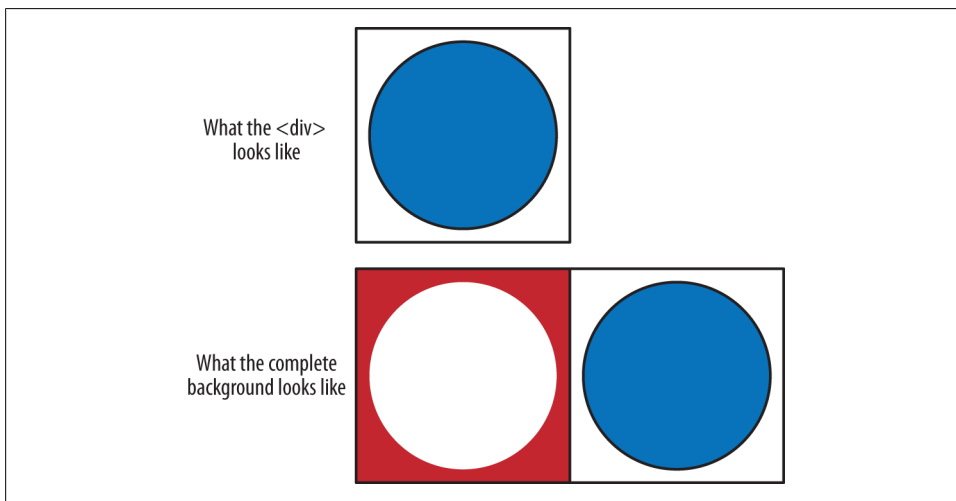 What the <div>
looks like
What the complete
background looks like